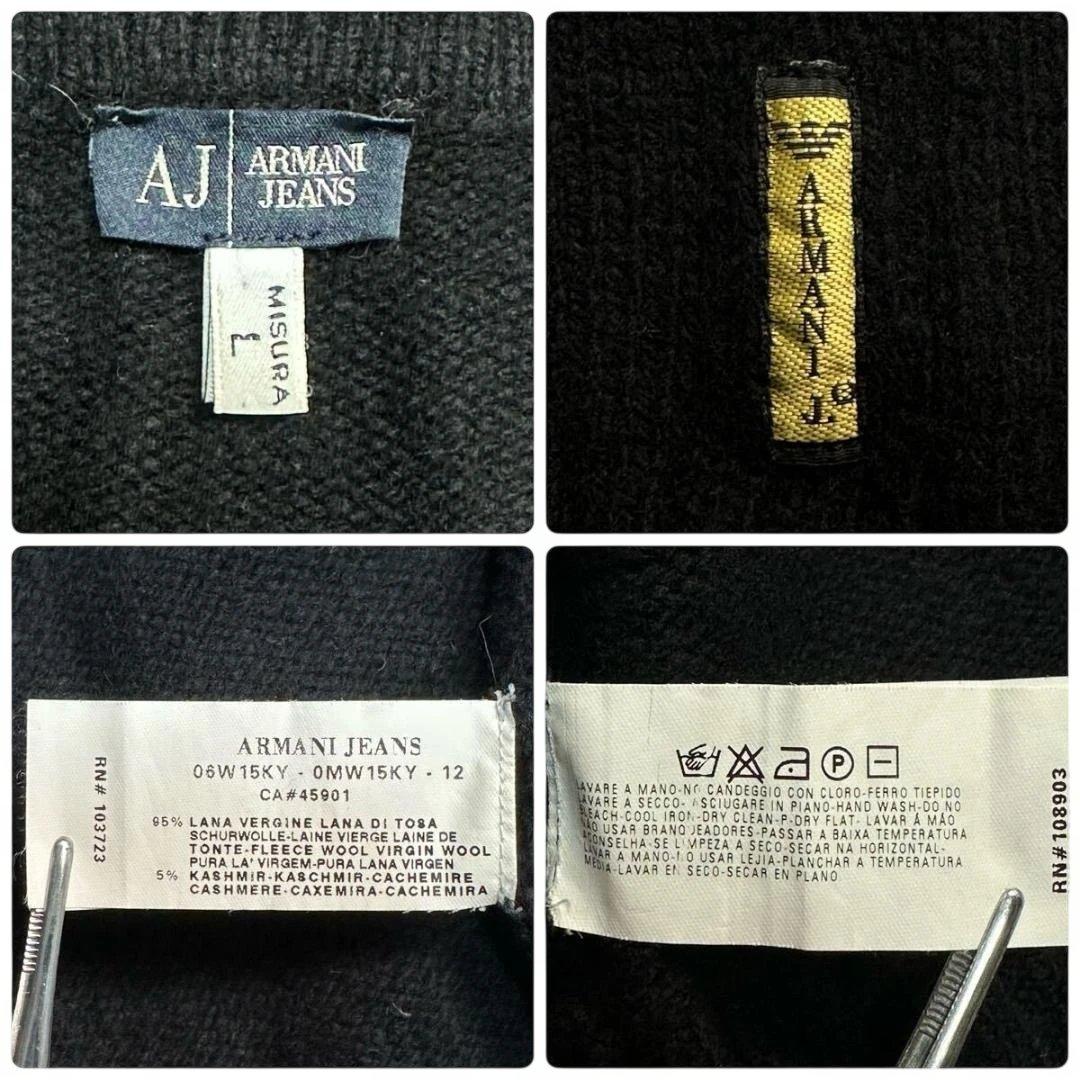 AJ
ARMANI
JEANS
MISURA
L
ARMANI J.
ARMANI JEANS
06W15KY - 0MW15KY - 12
CA#45901
RN# 103723
95% LANA VERGINE LANA DI TOSA
SCHURWOLLE-LAINE VIERGE LAINE DE
TONTE-FLEECE WOOL VIRGIN WOOL
PURA LA' VIRGEM-PURA LANA VIRGEN
5% KASHMIR-KASCHMIR-CACHEMIRE
CASHMERE-CAXEMIRA-CACHEMIRA
P
LAVARE A MANO-NO CANDEGGIO CON CLORO-FERRO TIEPIDO
LAVARE A SECCO- ASCIUGARE IN PIANO-HAND WASH-DO NO
BLEACH-COOL IRON-DRY CLEAN-P-DRY FLAT- LAVAR Á MÃO
NÃO USAR BRANQUEADORES-PASSAR A BAIXA TEMPERATURA
ACONSELHA-SE LIMPEZA A SECO-SECAR NA HORIZONTAL-
LAVAR A MANO-NO USAR LEJIA-PLANCHAR A TEMPERATURA
MEDIA-LAVAR EN SECO-SECAR EN PLANO
RN# 108903